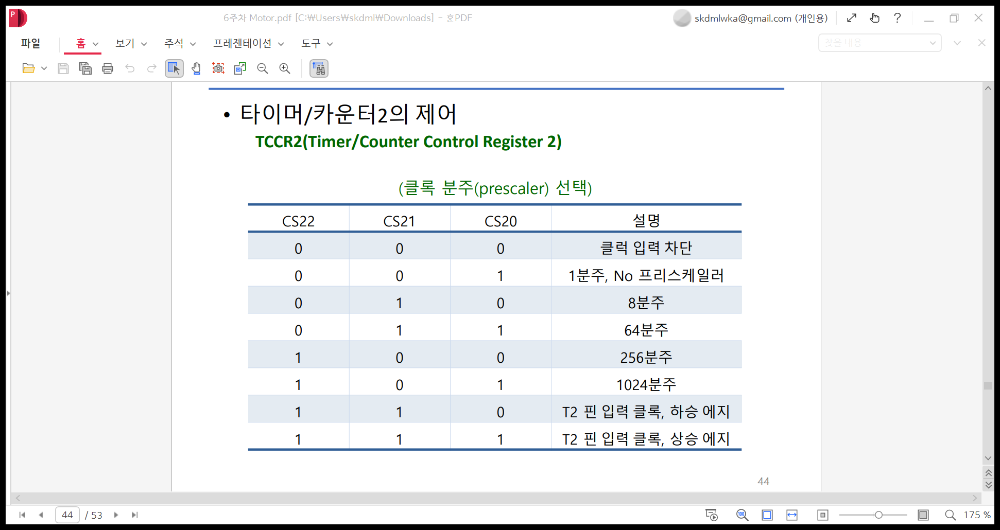 6주차 Motor.pdf [C:₩Users₩skdml₩Downloads] - 한PDF
skdmlwka@gmail.com (개인용)
파일 홈 보기 주석 프레젠테이션 도구
찾을 내용
• 타이머/카운터2의 제어
TCCR2(Timer/Counter Control Register 2)
(클록 분주(prescaler) 선택)
CS22 CS21 CS20 설명
0 0 0 클럭 입력 차단
0 0 1 1분주, No 프리스케일러
0 1 0 8분주
0 1 1 64분주
1 0 0 256분주
1 0 1 1024분주
1 1 0 T2 핀 입력 클록, 하승 에지
1 1 1 T2 핀 입력 클록, 상승 에지
44
44 / 53
100
175 %